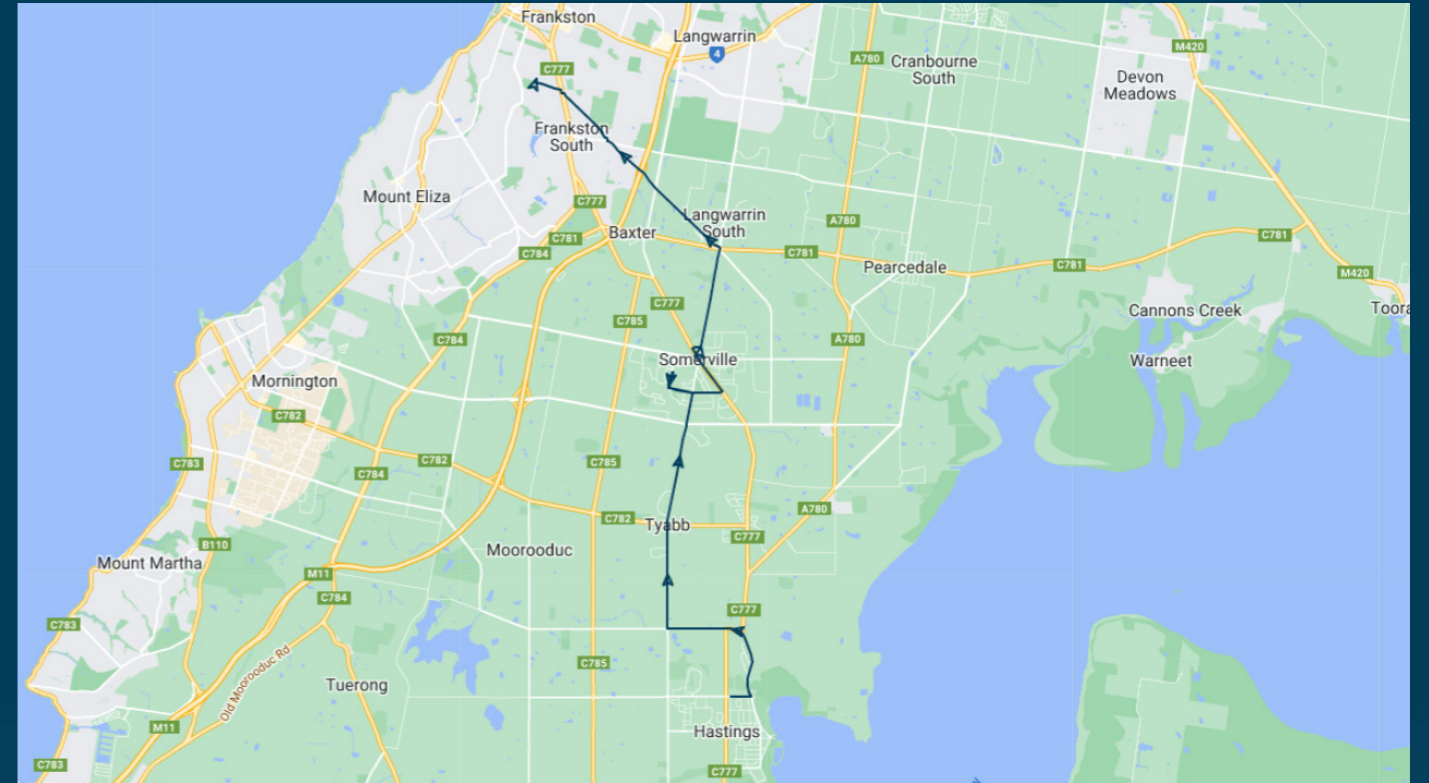 Frankston
Langwarrin
4
M420
A780
Cranbourne
South
C777
Devon
Meadows
Frankston
South
Mount Eliza
C777
Langwarrin
South
A780
Baxter
C781
C784
C781
C781
Pearcedale
C781
M420
C777
Cannons Creek
C785
C784
A780
Somerville
Warneet
Mornington
C782
C783
C784
C782
C785
C782
Tyabb
A780
C777
B110
Moorooduc
Mount Martha
M11
C784
C783
C777
Old Moorooduc Rd
C785
Tuerong
M11
Hastings
C783
C777